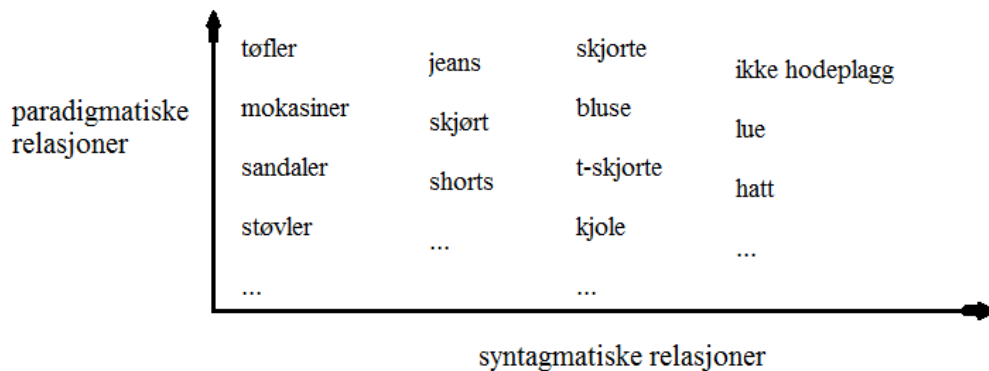 paradigmatiske
relasjoner
tøfler
mokasiner
sandaler
støvler
...
jeans
skjørt
shorts
...
skjorte
bluse
t-skjorte
kjole
...
ikke hodeplagg
lue
hatt
...
syntagmatiske relasjoner